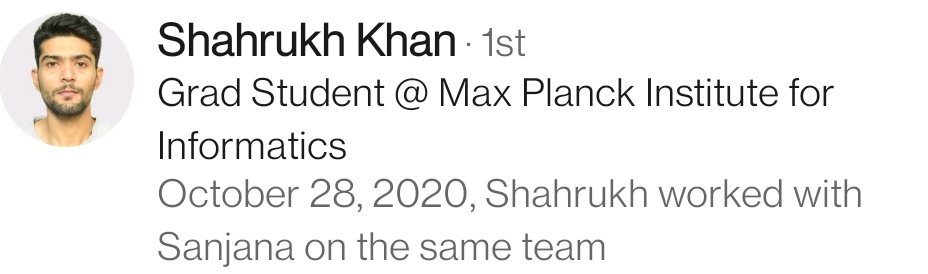 Shahrukh Khan · 1st
Grad Student @ Max Planck Institute for
Informatics
October 28, 2020, Shahrukh worked with
Sanjana on the same team